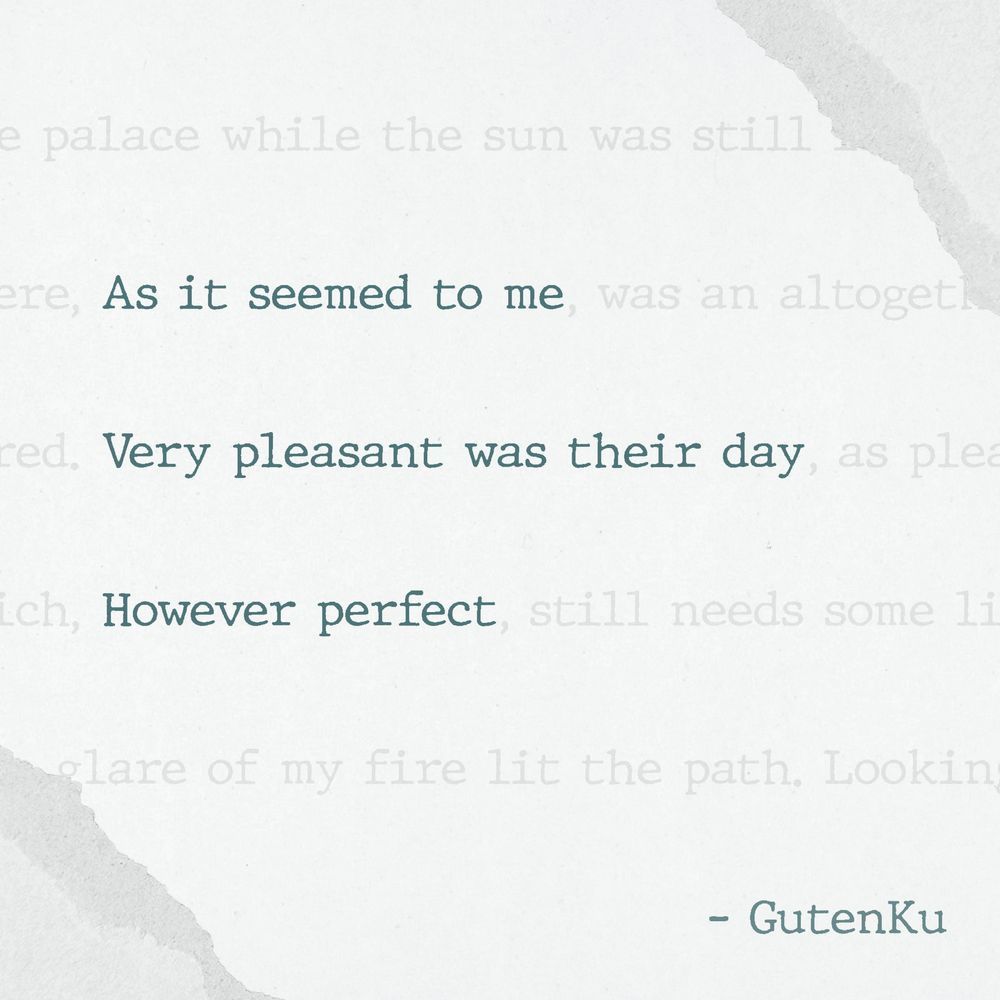 palace while the sun was still
As it seemed to me, was an
Very pleasant was their day, as
However perfect, still needs some
glare of my fire lit the path. Looking
- GutenKu